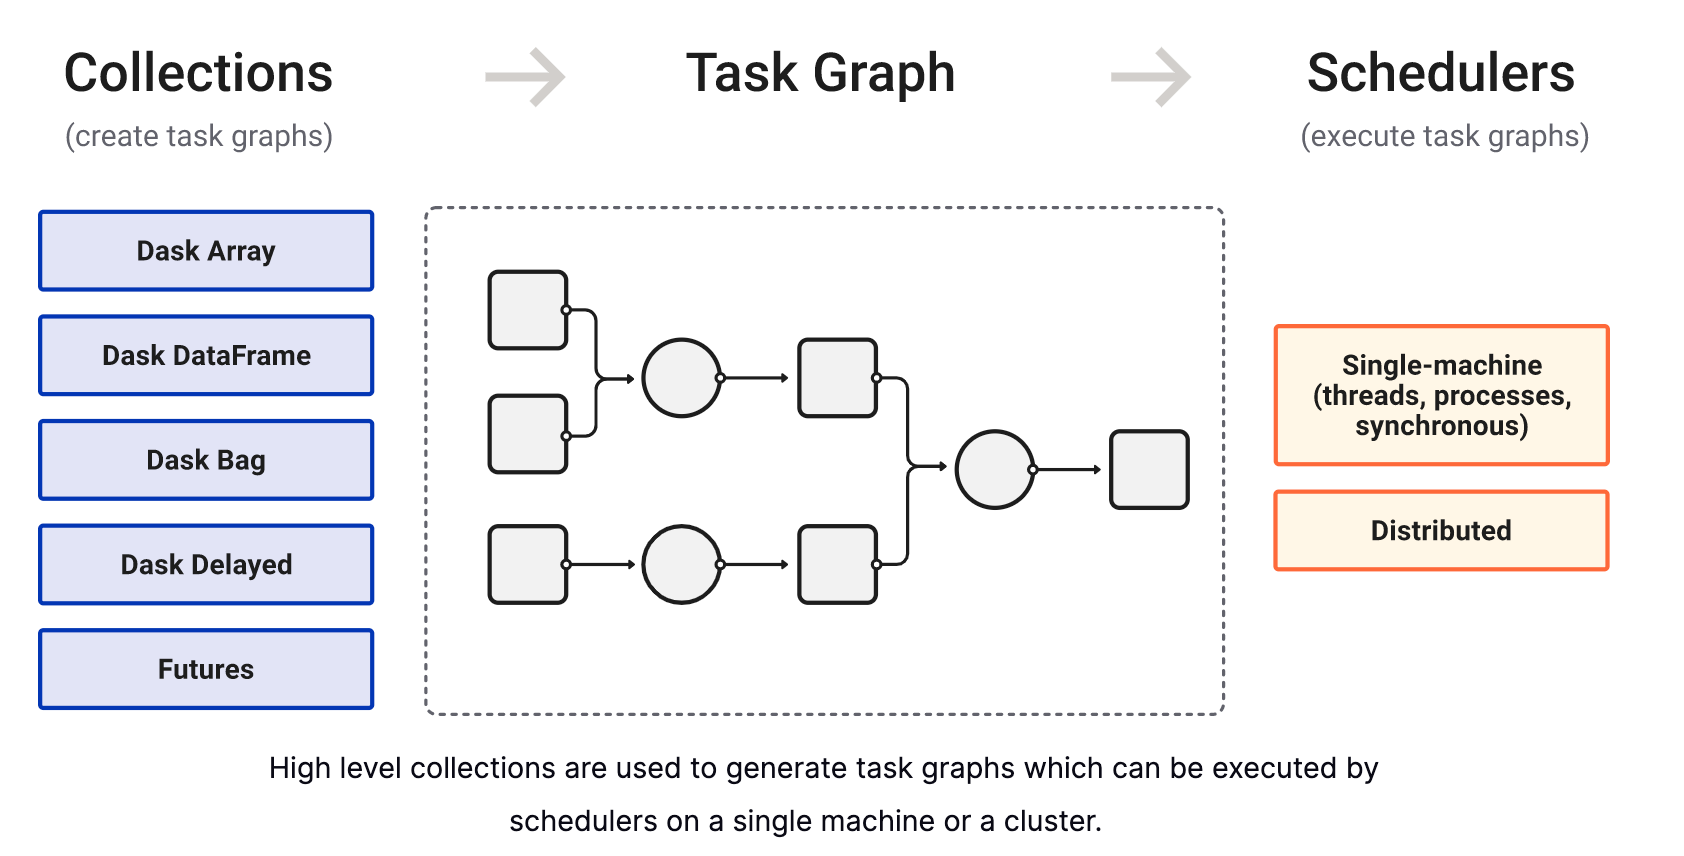 Collections
Task Graph
Schedulers
(create task graphs)
(execute task graphs)
Dask Array
Dask DataFrame
Dask Bag
Dask Delayed
Futures
Single-machine
(threads, processes,
synchronous)
Distributed
High level collections are used to generate task graphs which can be executed by
schedulers on a single machine or a cluster.